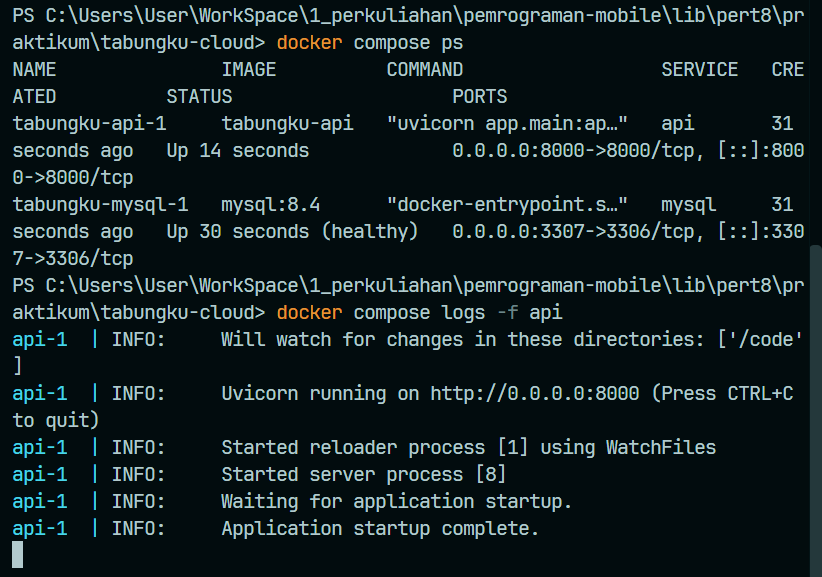 PS C:\Users\User\WorkSpace\1_perkuliahan\pemrograman-mobile\lib\pert8\pr
aktikum\tabungku-cloud> docker compose ps
NAME               IMAGE          COMMAND                  SERVICE   CRE
ATED          STATUS                    PORTS
tabungku-api-1     tabungku-api   "uvicorn app.main:ap…"   api       31
seconds ago   Up 14 seconds             0.0.0.0:8000->8000/tcp, [::]:800
0->8000/tcp
tabungku-mysql-1   mysql:8.4      "docker-entrypoint.s…"   mysql     31
seconds ago   Up 30 seconds (healthy)   0.0.0.0:3307->3306/tcp, [::]:330
7->3306/tcp
PS C:\Users\User\WorkSpace\1_perkuliahan\pemrograman-mobile\lib\pert8\pr
aktikum\tabungku-cloud> docker compose logs -f api
api-1  | INFO:     Will watch for changes in these directories: ['/code'
]
api-1  | INFO:     Uvicorn running on http://0.0.0.0:8000 (Press CTRL+C
to quit)
api-1  | INFO:     Started reloader process [1] using WatchFiles
api-1  | INFO:     Started server process [8]
api-1  | INFO:     Waiting for application startup.
api-1  | INFO:     Application startup complete.